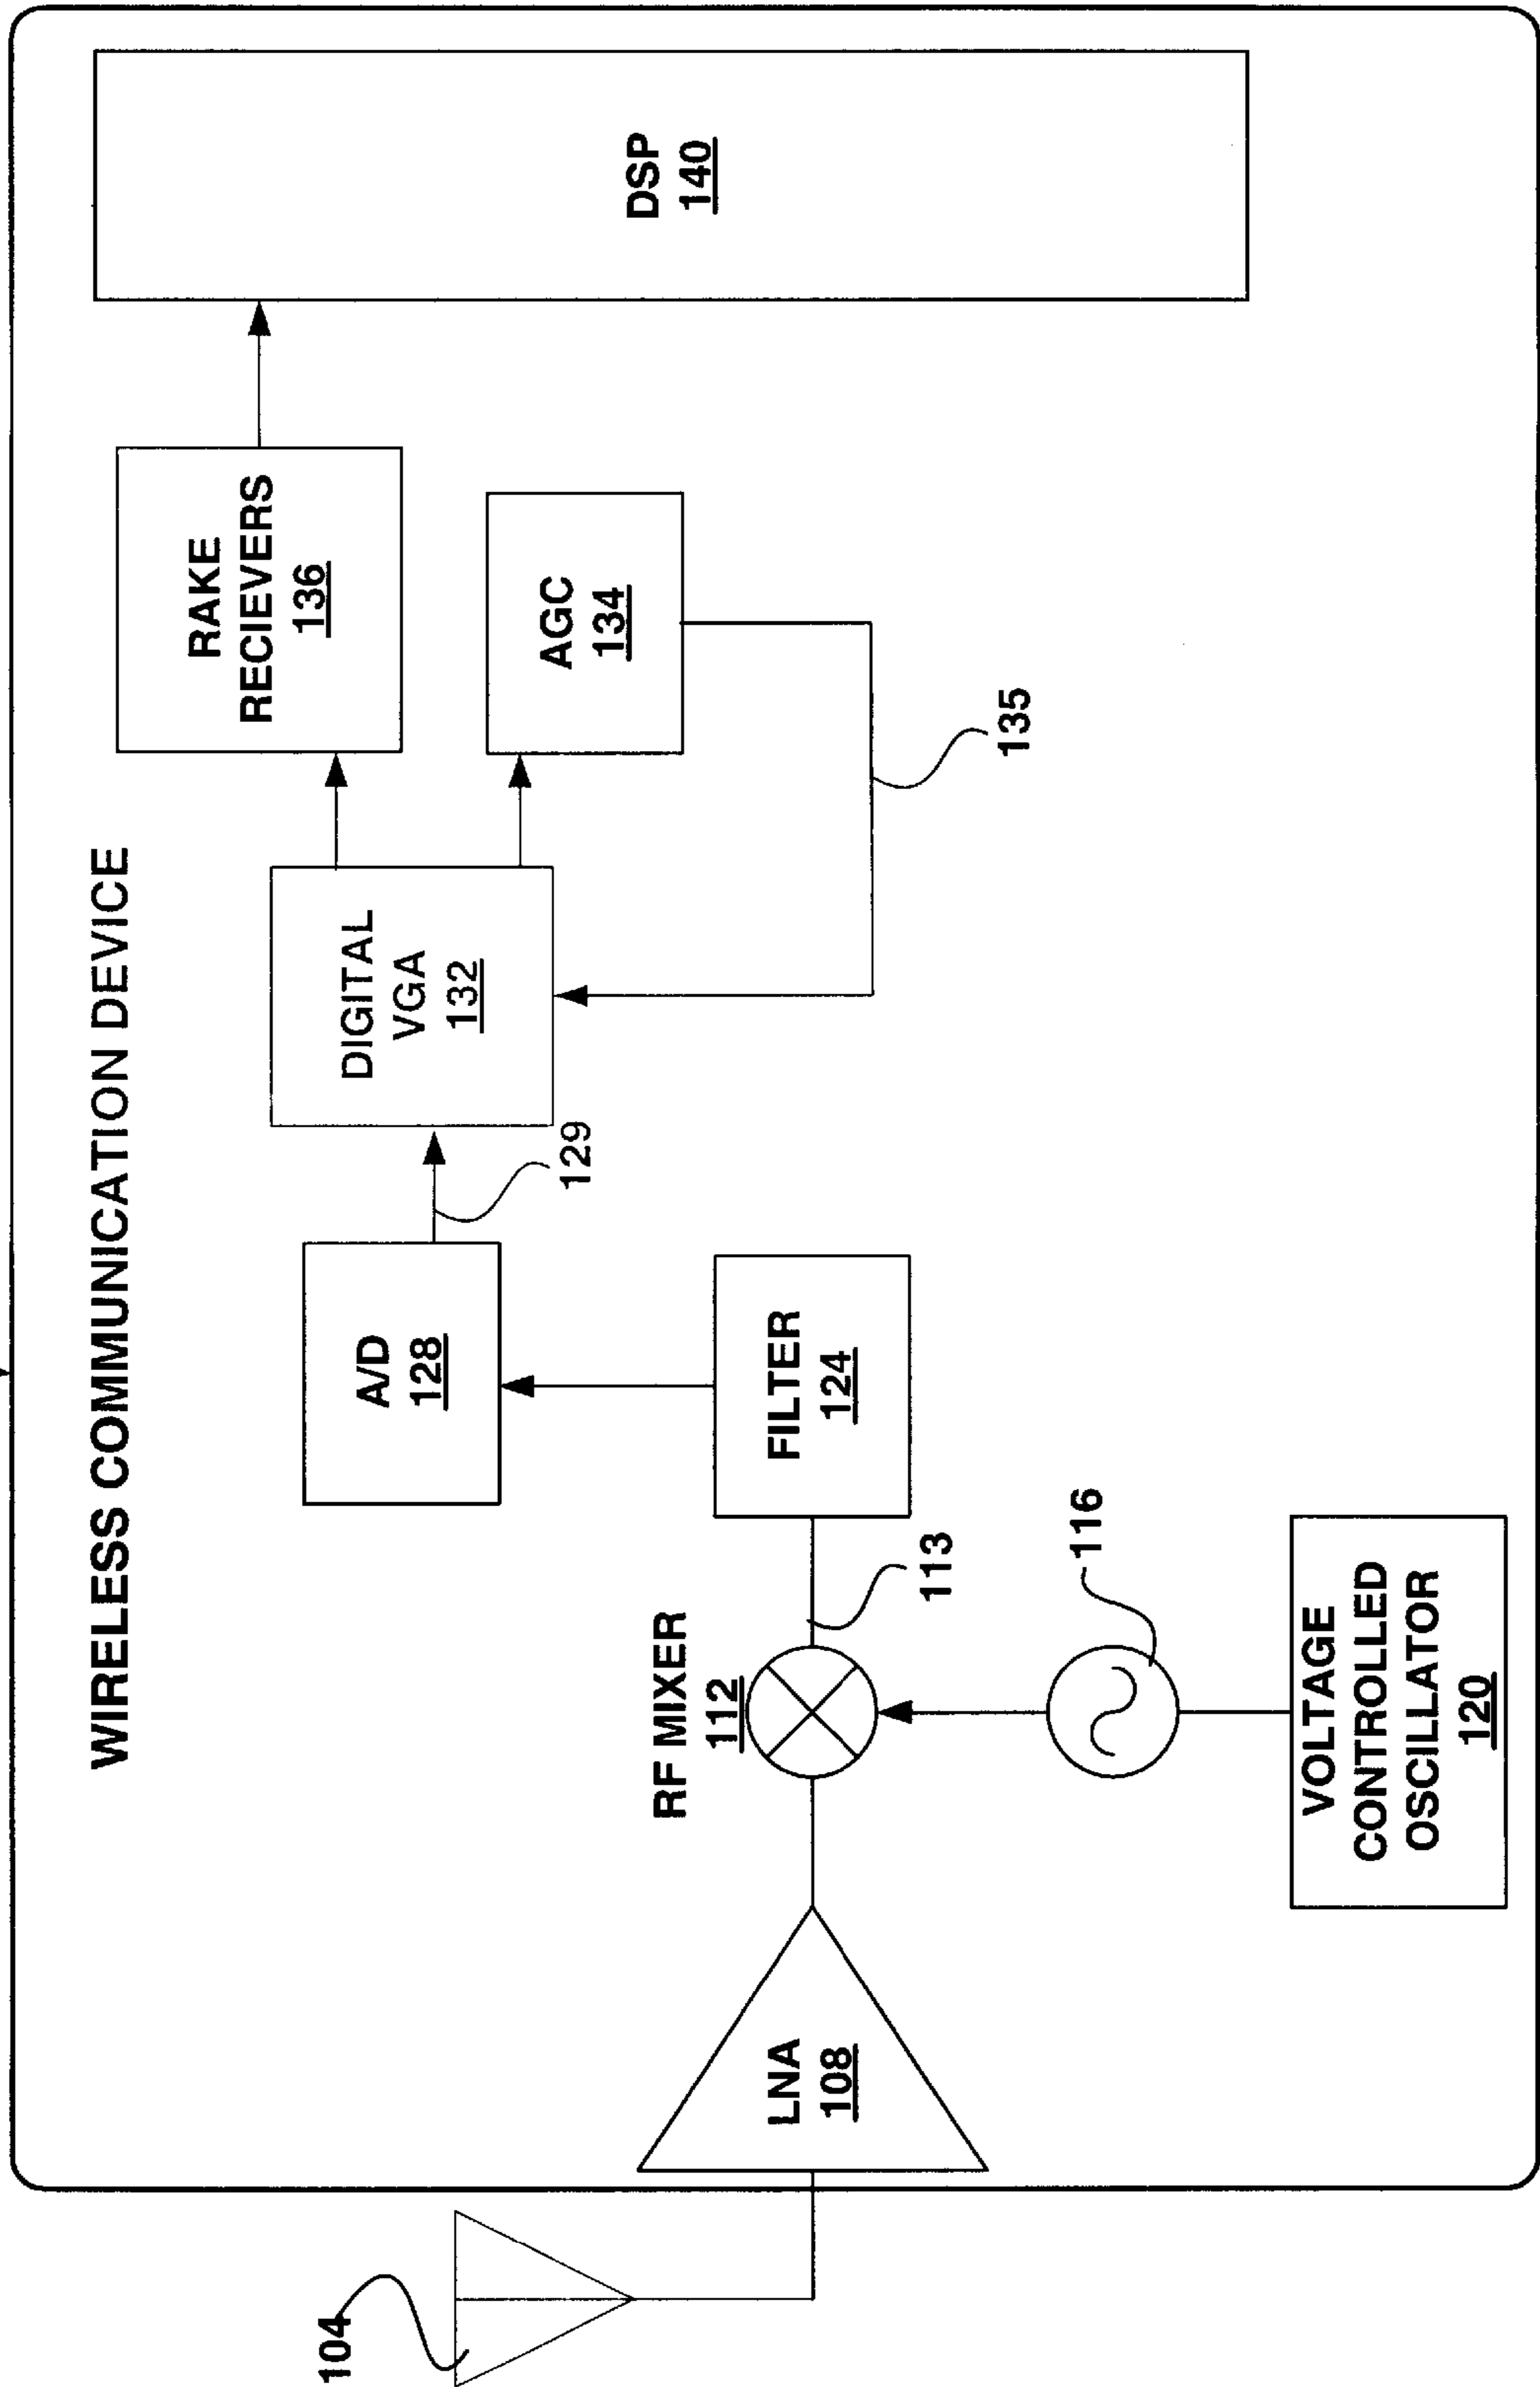 WIRELESS COMMUNICATION DEVICE
104
LNA
108
RF MIXER
112
113
116
VOLTAGE
CONTROLLED
OSCILLATOR
120
FILTER
124
A/D
128
129
DIGITAL
VGA
132
RAKE
RECIEVERS
136
AGC
134
135
DSP
140